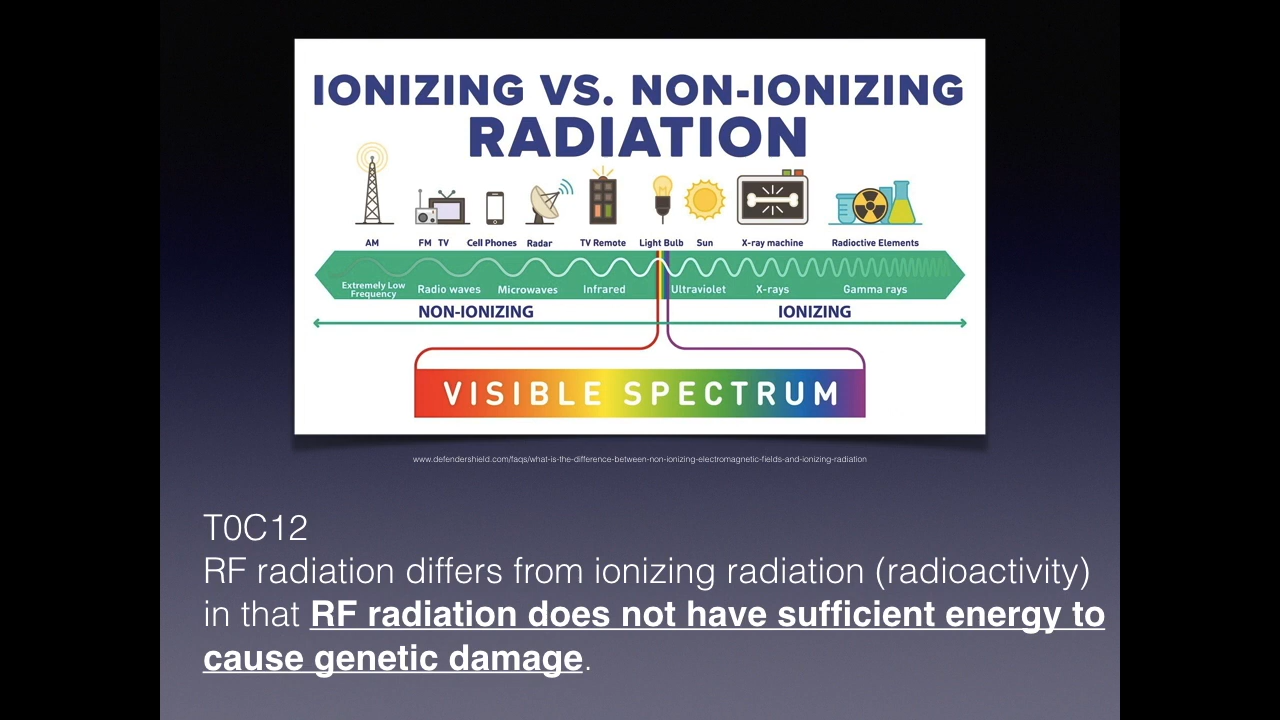 IONIZING VS. NON-IONIZING
RADIATION
AM FM TV Cell Phones Radar TV Remote Light Bulb Sun X-ray machine Radioctive Elements
Extremely Low
Frequency Radio waves Microwaves Infrared Ultraviolet X-rays Gamma rays
NON-IONIZING IONIZING
VISIBLE SPECTRUM
www.defendershield.com/faqs/what-is-the-difference-between-non-ionizing-electromagnetic-fields-and-ionizing-radiation
T0C12
RF radiation differs from ionizing radiation (radioactivity)
in that RF radiation does not have sufficient energy to
cause genetic damage.